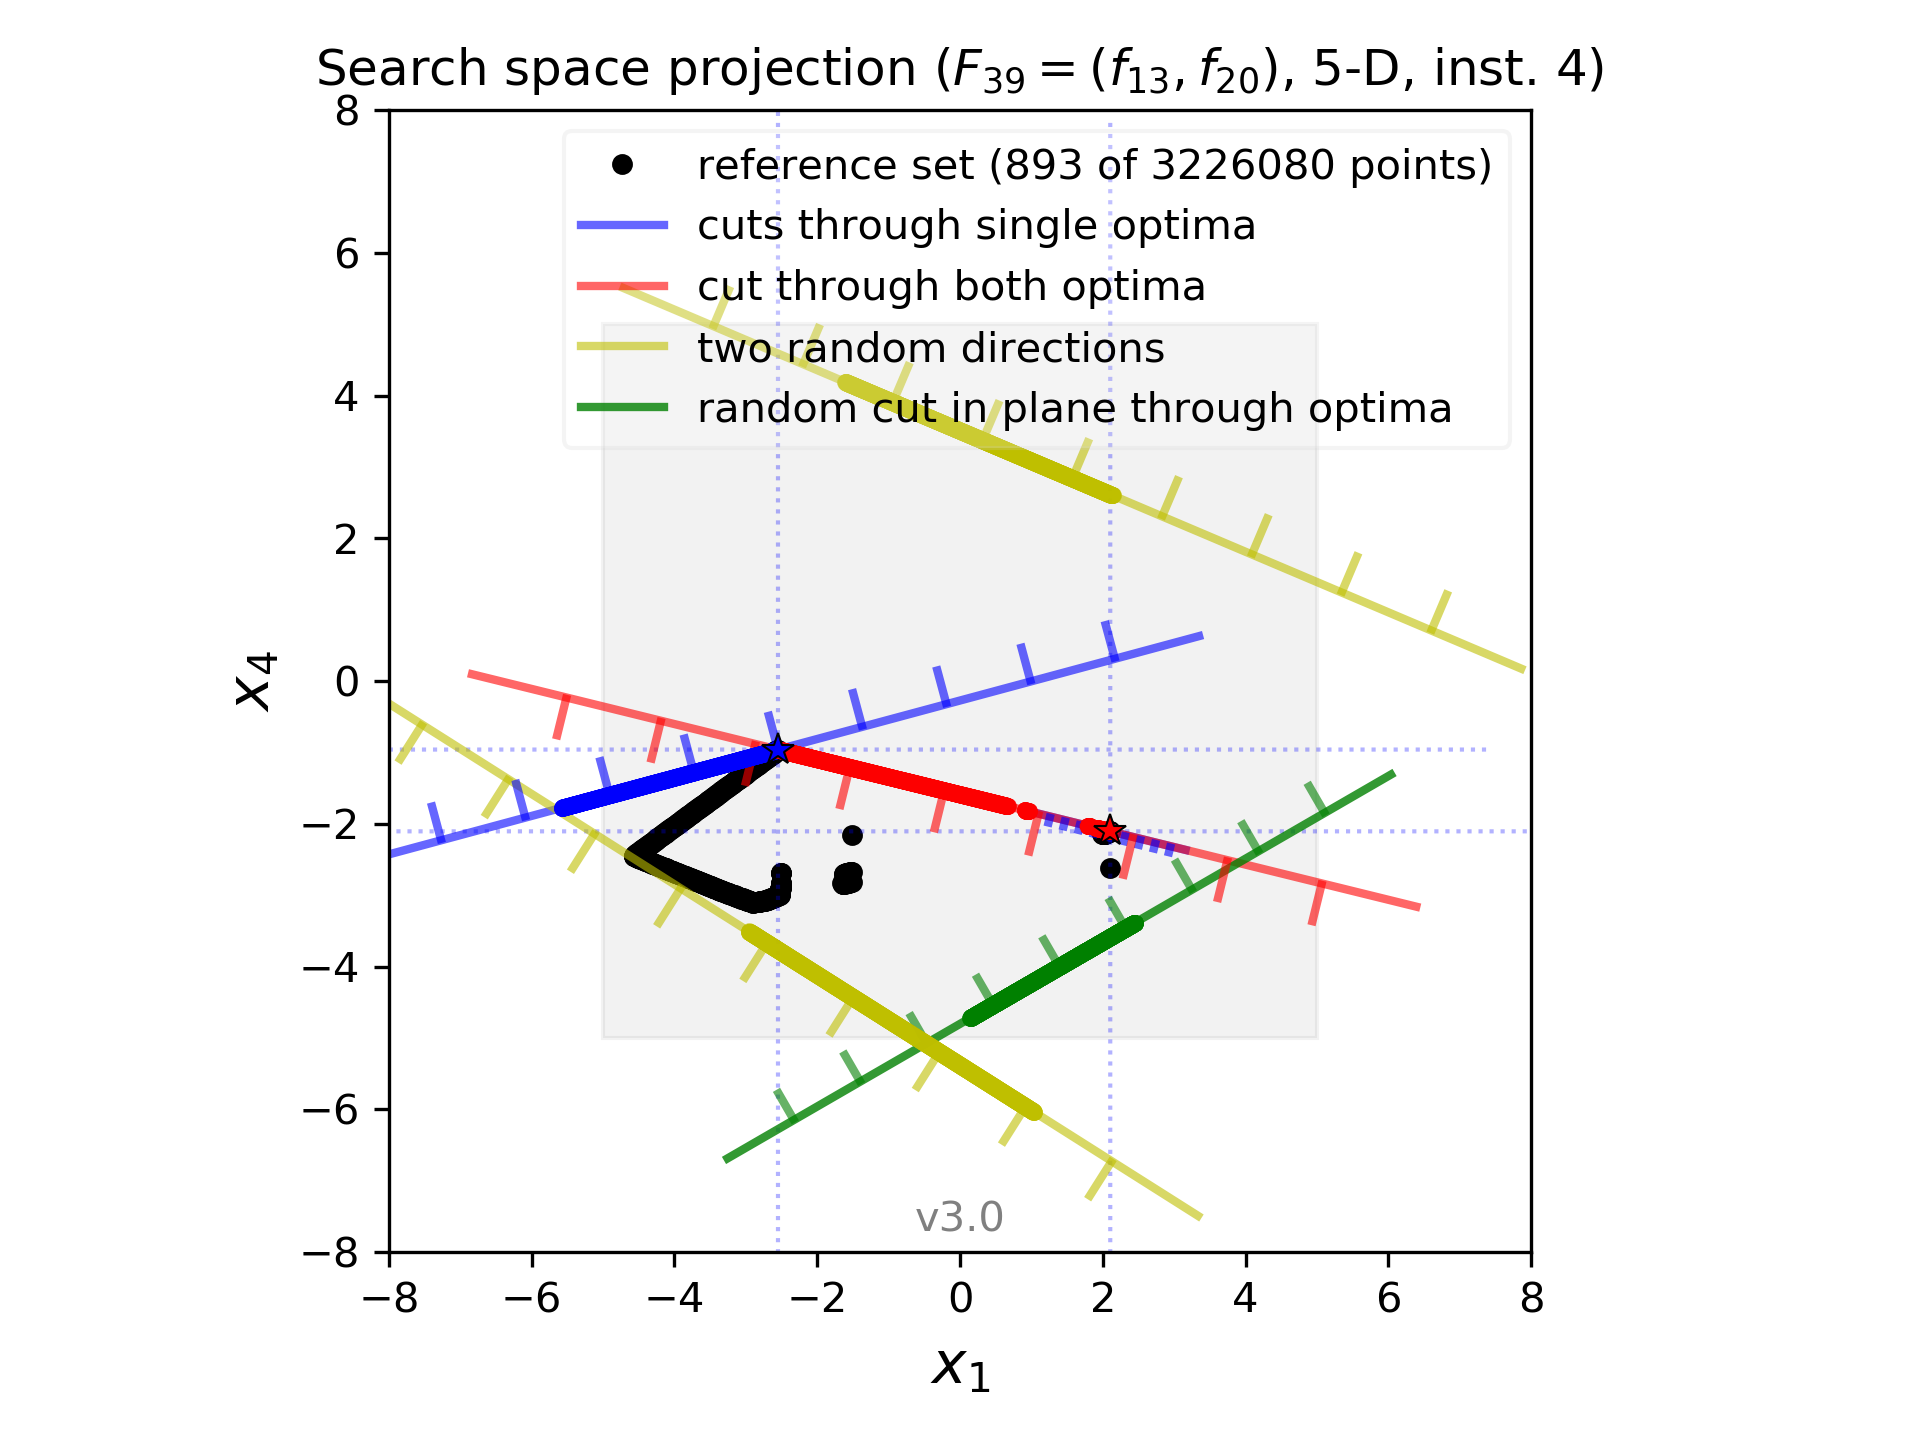 Search space projection (F39 = (f13, f20), 5-D, inst. 4)
8
6
4
2
0
−2
−4
−6
−8
x4
reference set (893 of 3226080 points)
cuts through single optima
cut through both optima
two random directions
random cut in plane through optima
v3.0
−8 −6 −4 −2 0 2 4 6 8
x1